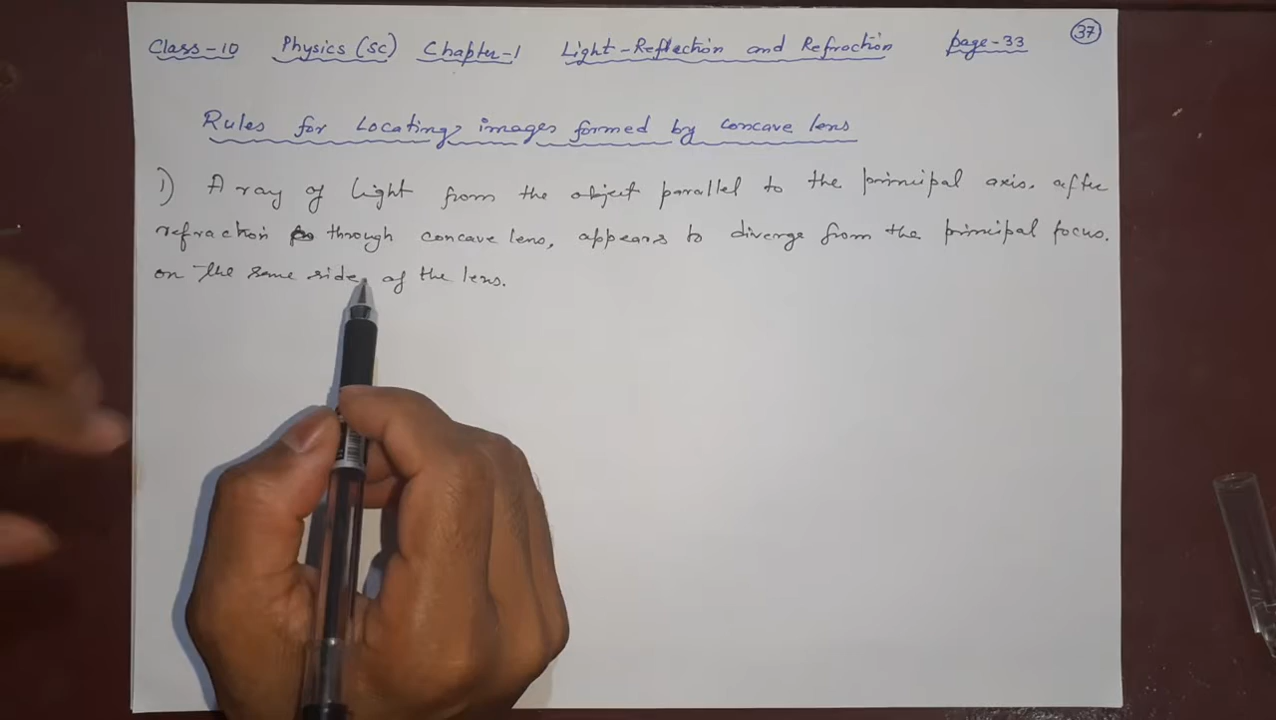 Class-10 Physics (SC) Chapter-1 Light-Reflection and Refraction page-33 37
Rules for Locating images formed by concave lens
1) A ray of light from the object parallel to the principal axis. after
refraction through concave lens, appears to diverge from the principal focus.
on the same side of the lens.